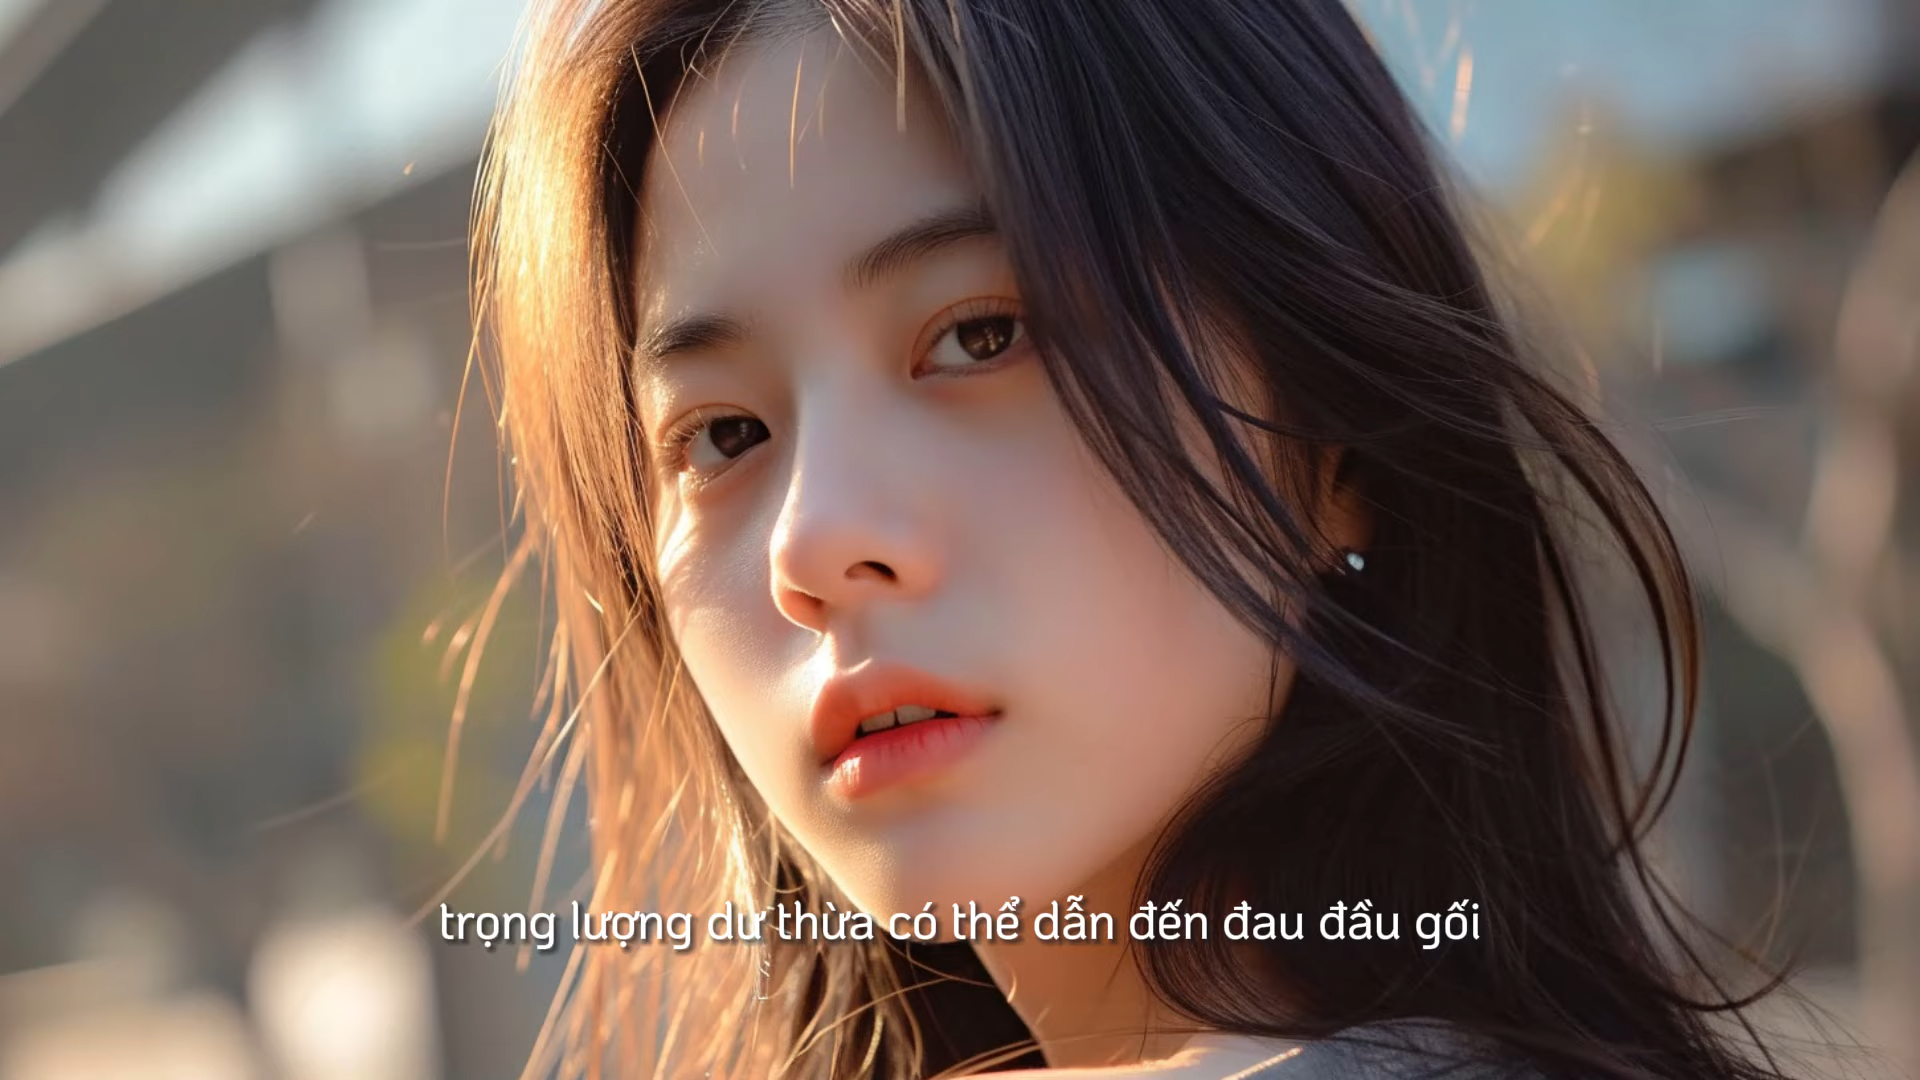 trọng lượng dư thừa có thể dẫn đến đau đầu gối